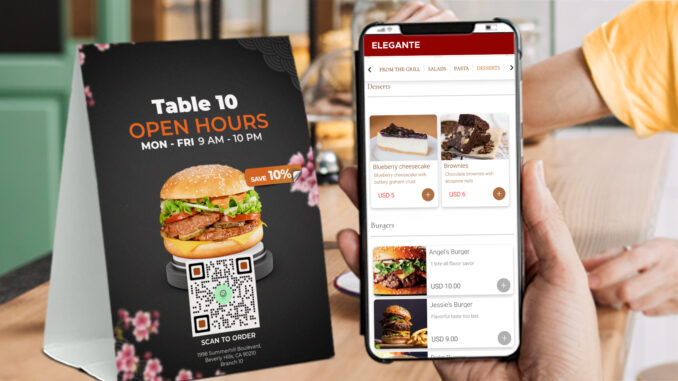 Table 10
OPEN HOURS
MON - FRI 9 AM - 10 PM
SAVE 10%
SCAN TO ORDER
1998 Summerhill Boulevard,
Beverly Hills, CA 90210
Branch 10
ELEGANTE
FROM THE GRILL SALADS PASTA DESSERTS
Desserts
Blueberry cheesecake
Blueberry cheesecake with
buttery graham crust
USD 5
Brownies
Chocolate brownies with
USD 6
Burgers
Angel's Burger
1 bite all flavor savor
USD 10.00
Jessie's Burger
Flavorful taste too last
USD 9.00